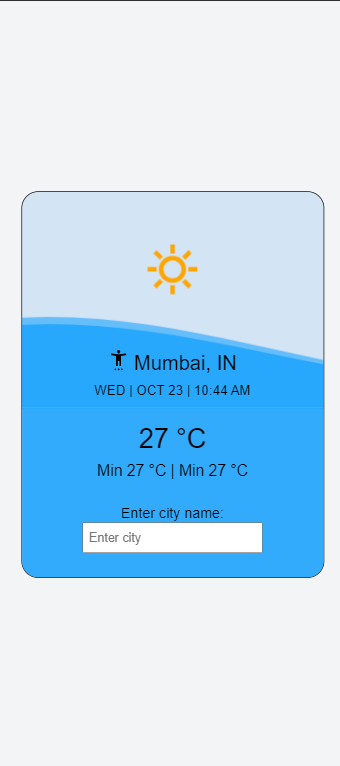 Mumbai, IN
WED | OCT 23 | 10:44 AM
27 °C
Min 27 °C | Min 27 °C
Enter city name:
Enter city